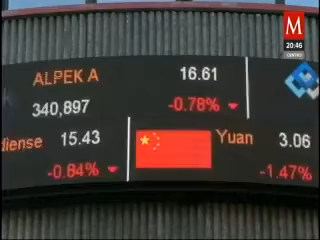 M
20:46
CENTRO
ALPEK A 16.61
340,897 -0.78%
diense 15.43 Yuan 3.06
-0.84% -1.47%